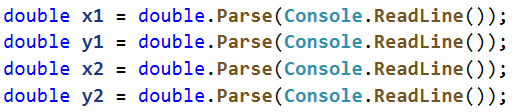 double x1 = double.Parse(Console.ReadLine());
double y1 = double.Parse(Console.ReadLine());
double x2 = double.Parse(Console.ReadLine());
double y2 = double.Parse(Console.ReadLine());